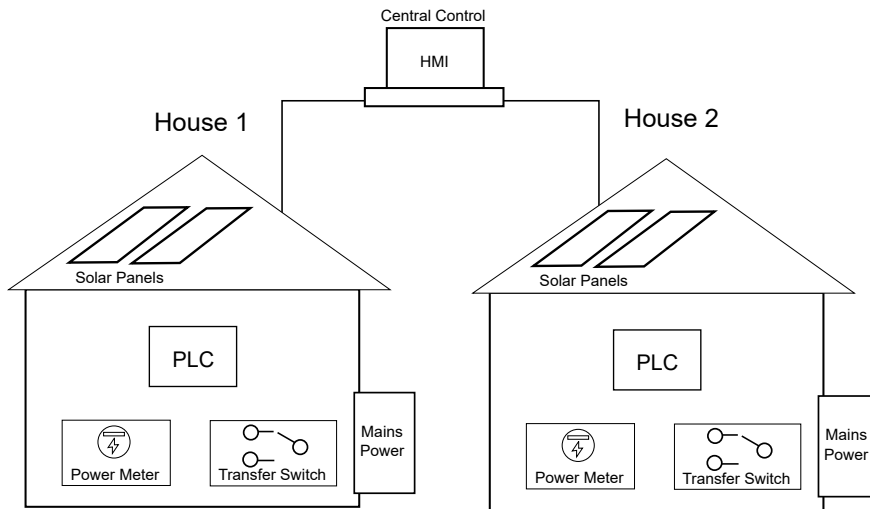 Central Control
HMI
House 1
House 2
Solar Panels
Solar Panels
PLC
PLC
Mains
Power
Mains
Power
Power Meter
Transfer Switch
Power Meter
Transfer Switch